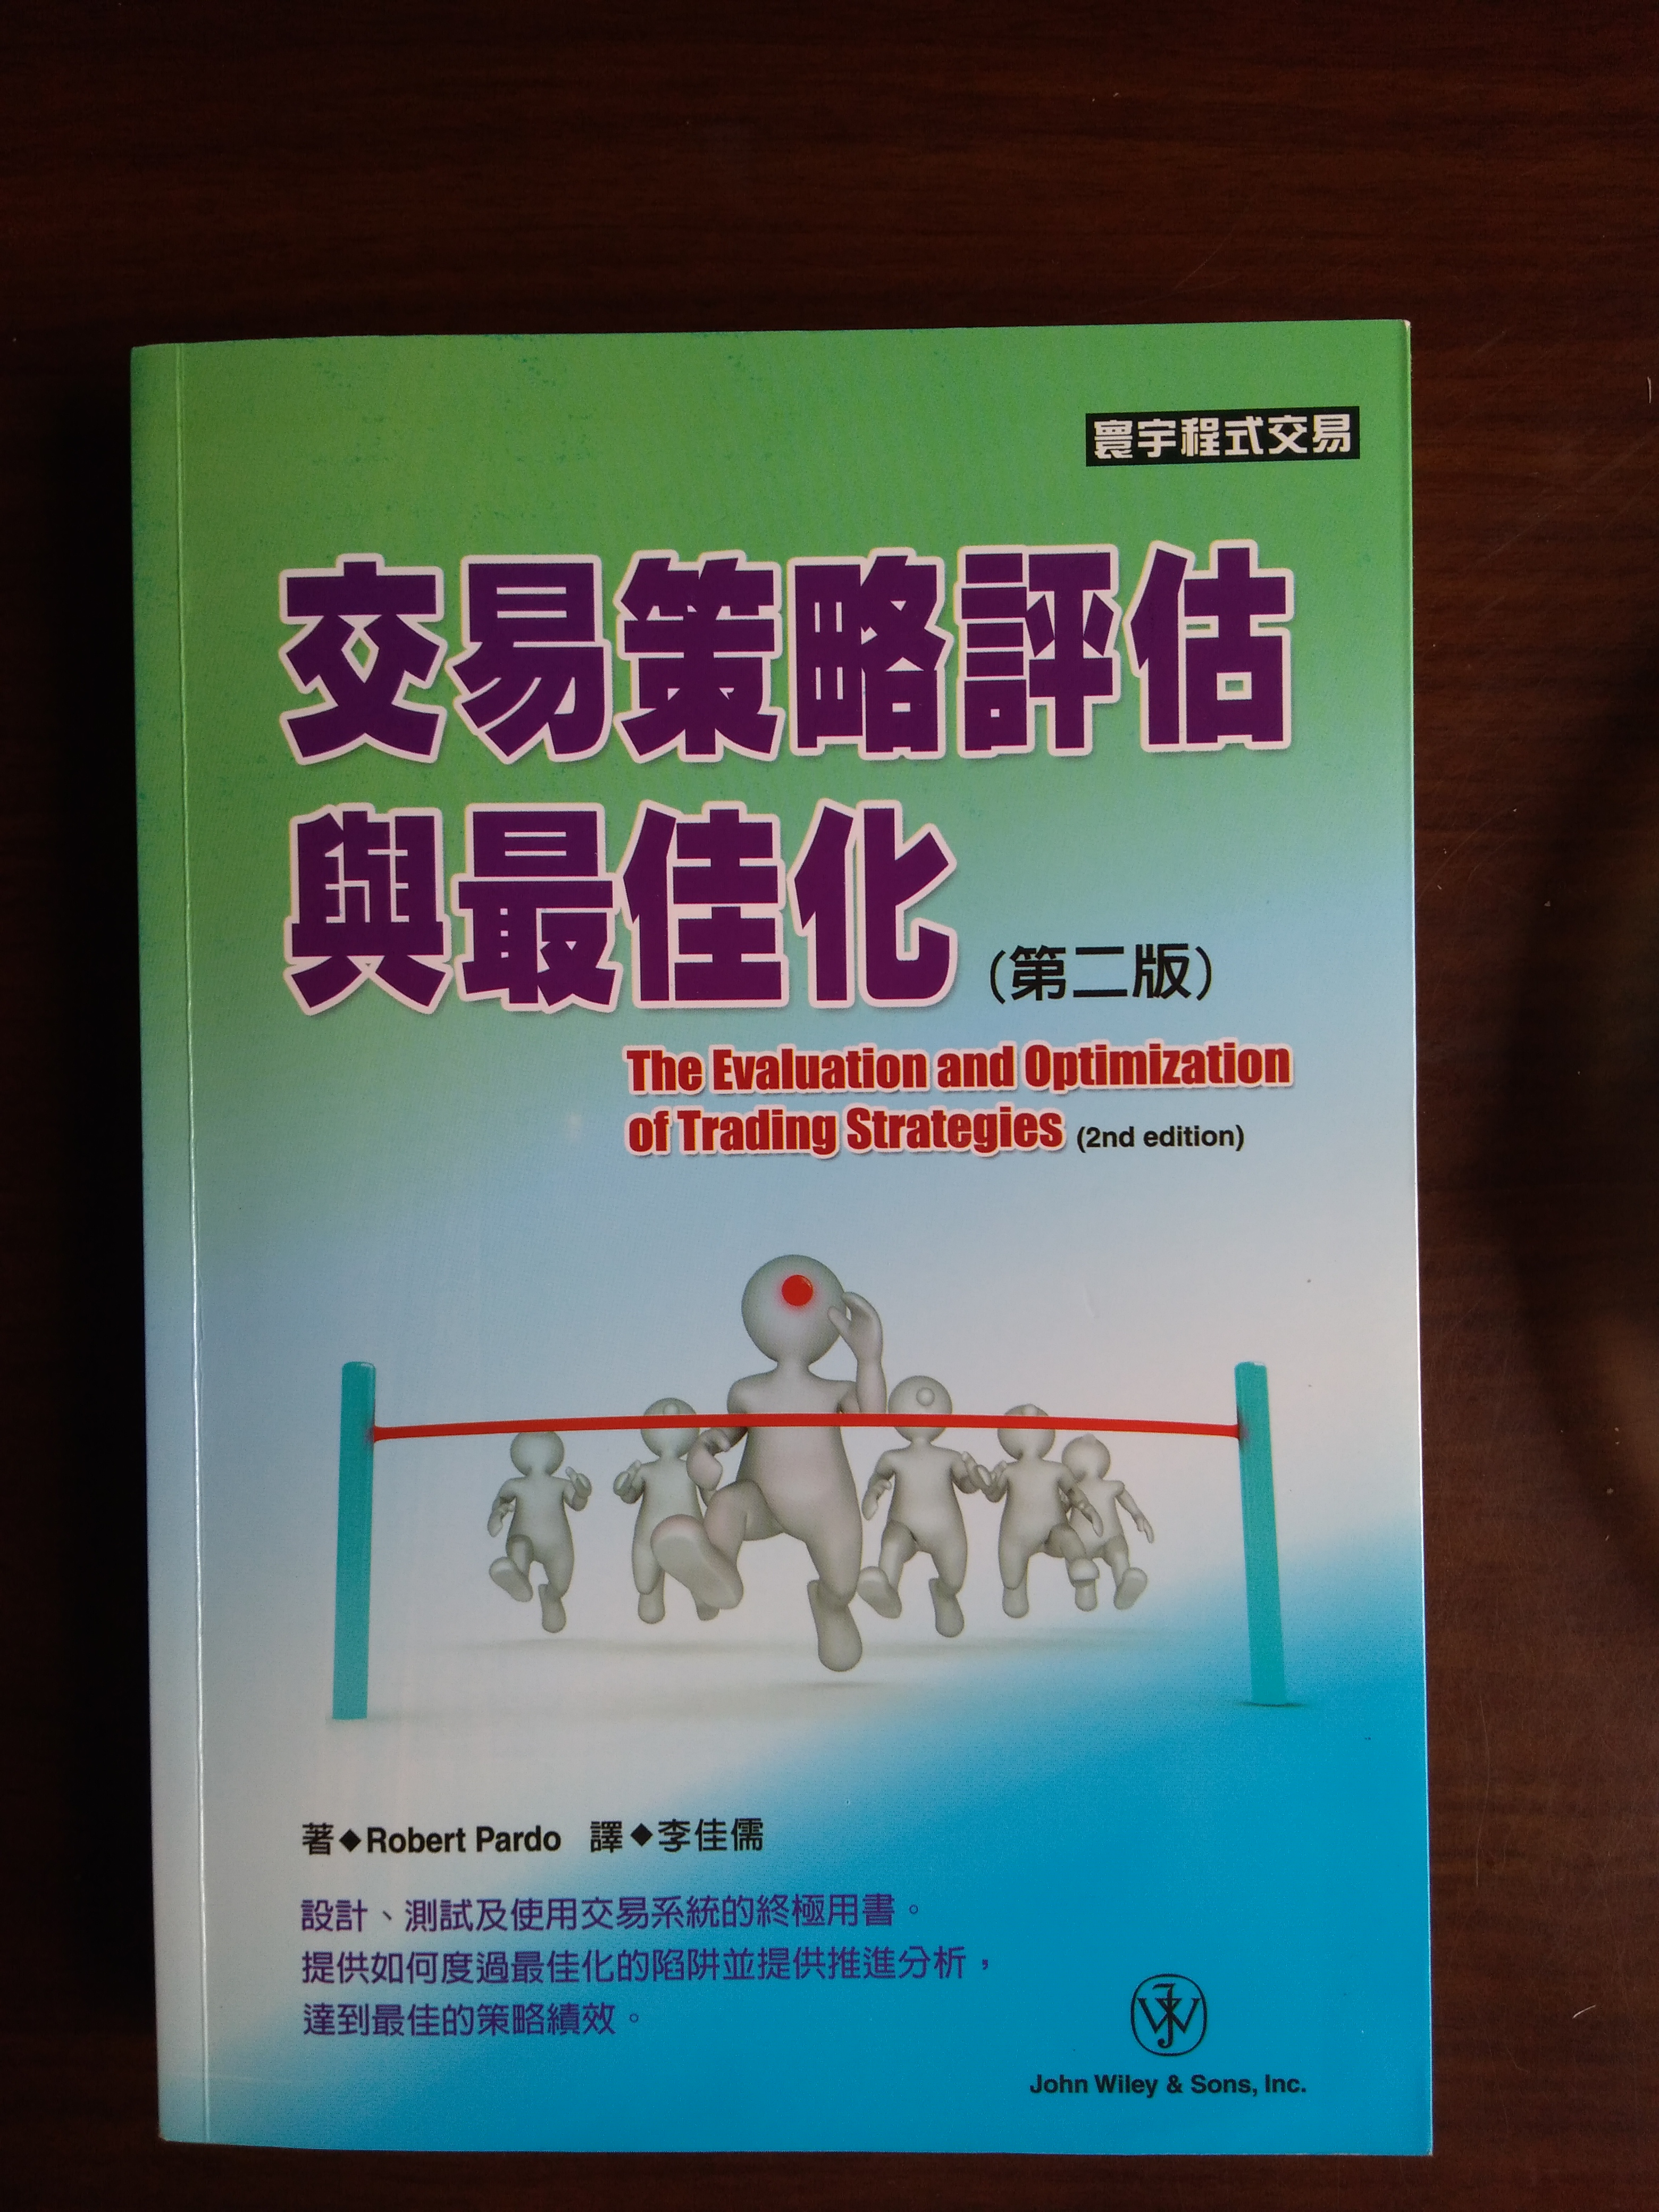 寰宇程式交易
交易策略評估
與最佳化（第二版）
The Evaluation and Optimization
of Trading Strategies (2nd edition)
著◆Robert Pardo 譯◆李佳儒
設計、測試及使用交易系統的終極用書。
提供如何度過最佳化的陷阱並提供推進分析，
達到最佳的策略績效。
JW
John Wiley & Sons, Inc.